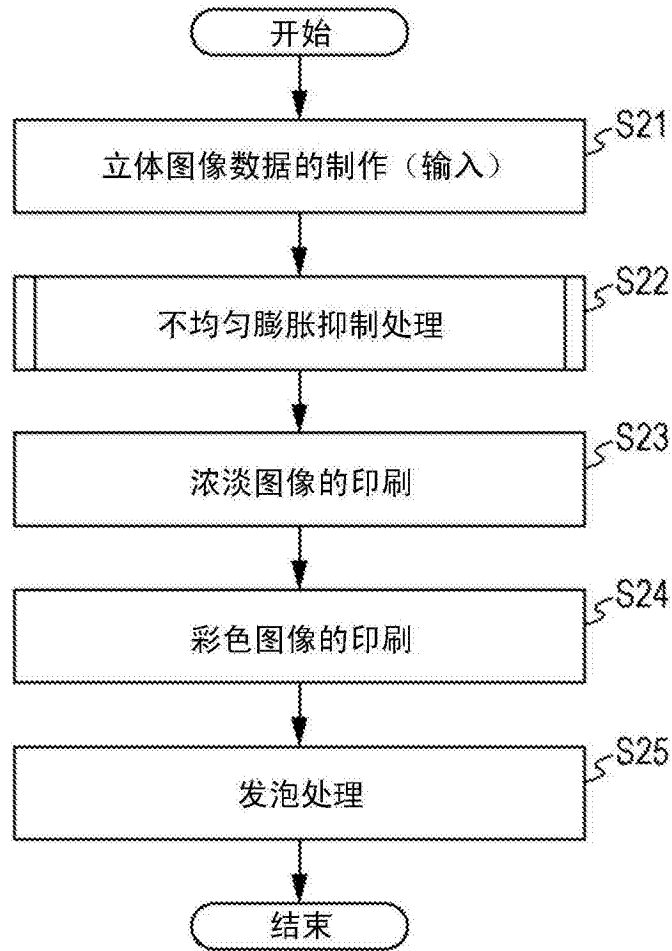 开始
立体图像数据的制作（输入）
S21
不均匀膨胀抑制处理
S22
浓淡图像的印刷
S23
彩色图像的印刷
S24
发泡处理
S25
结束